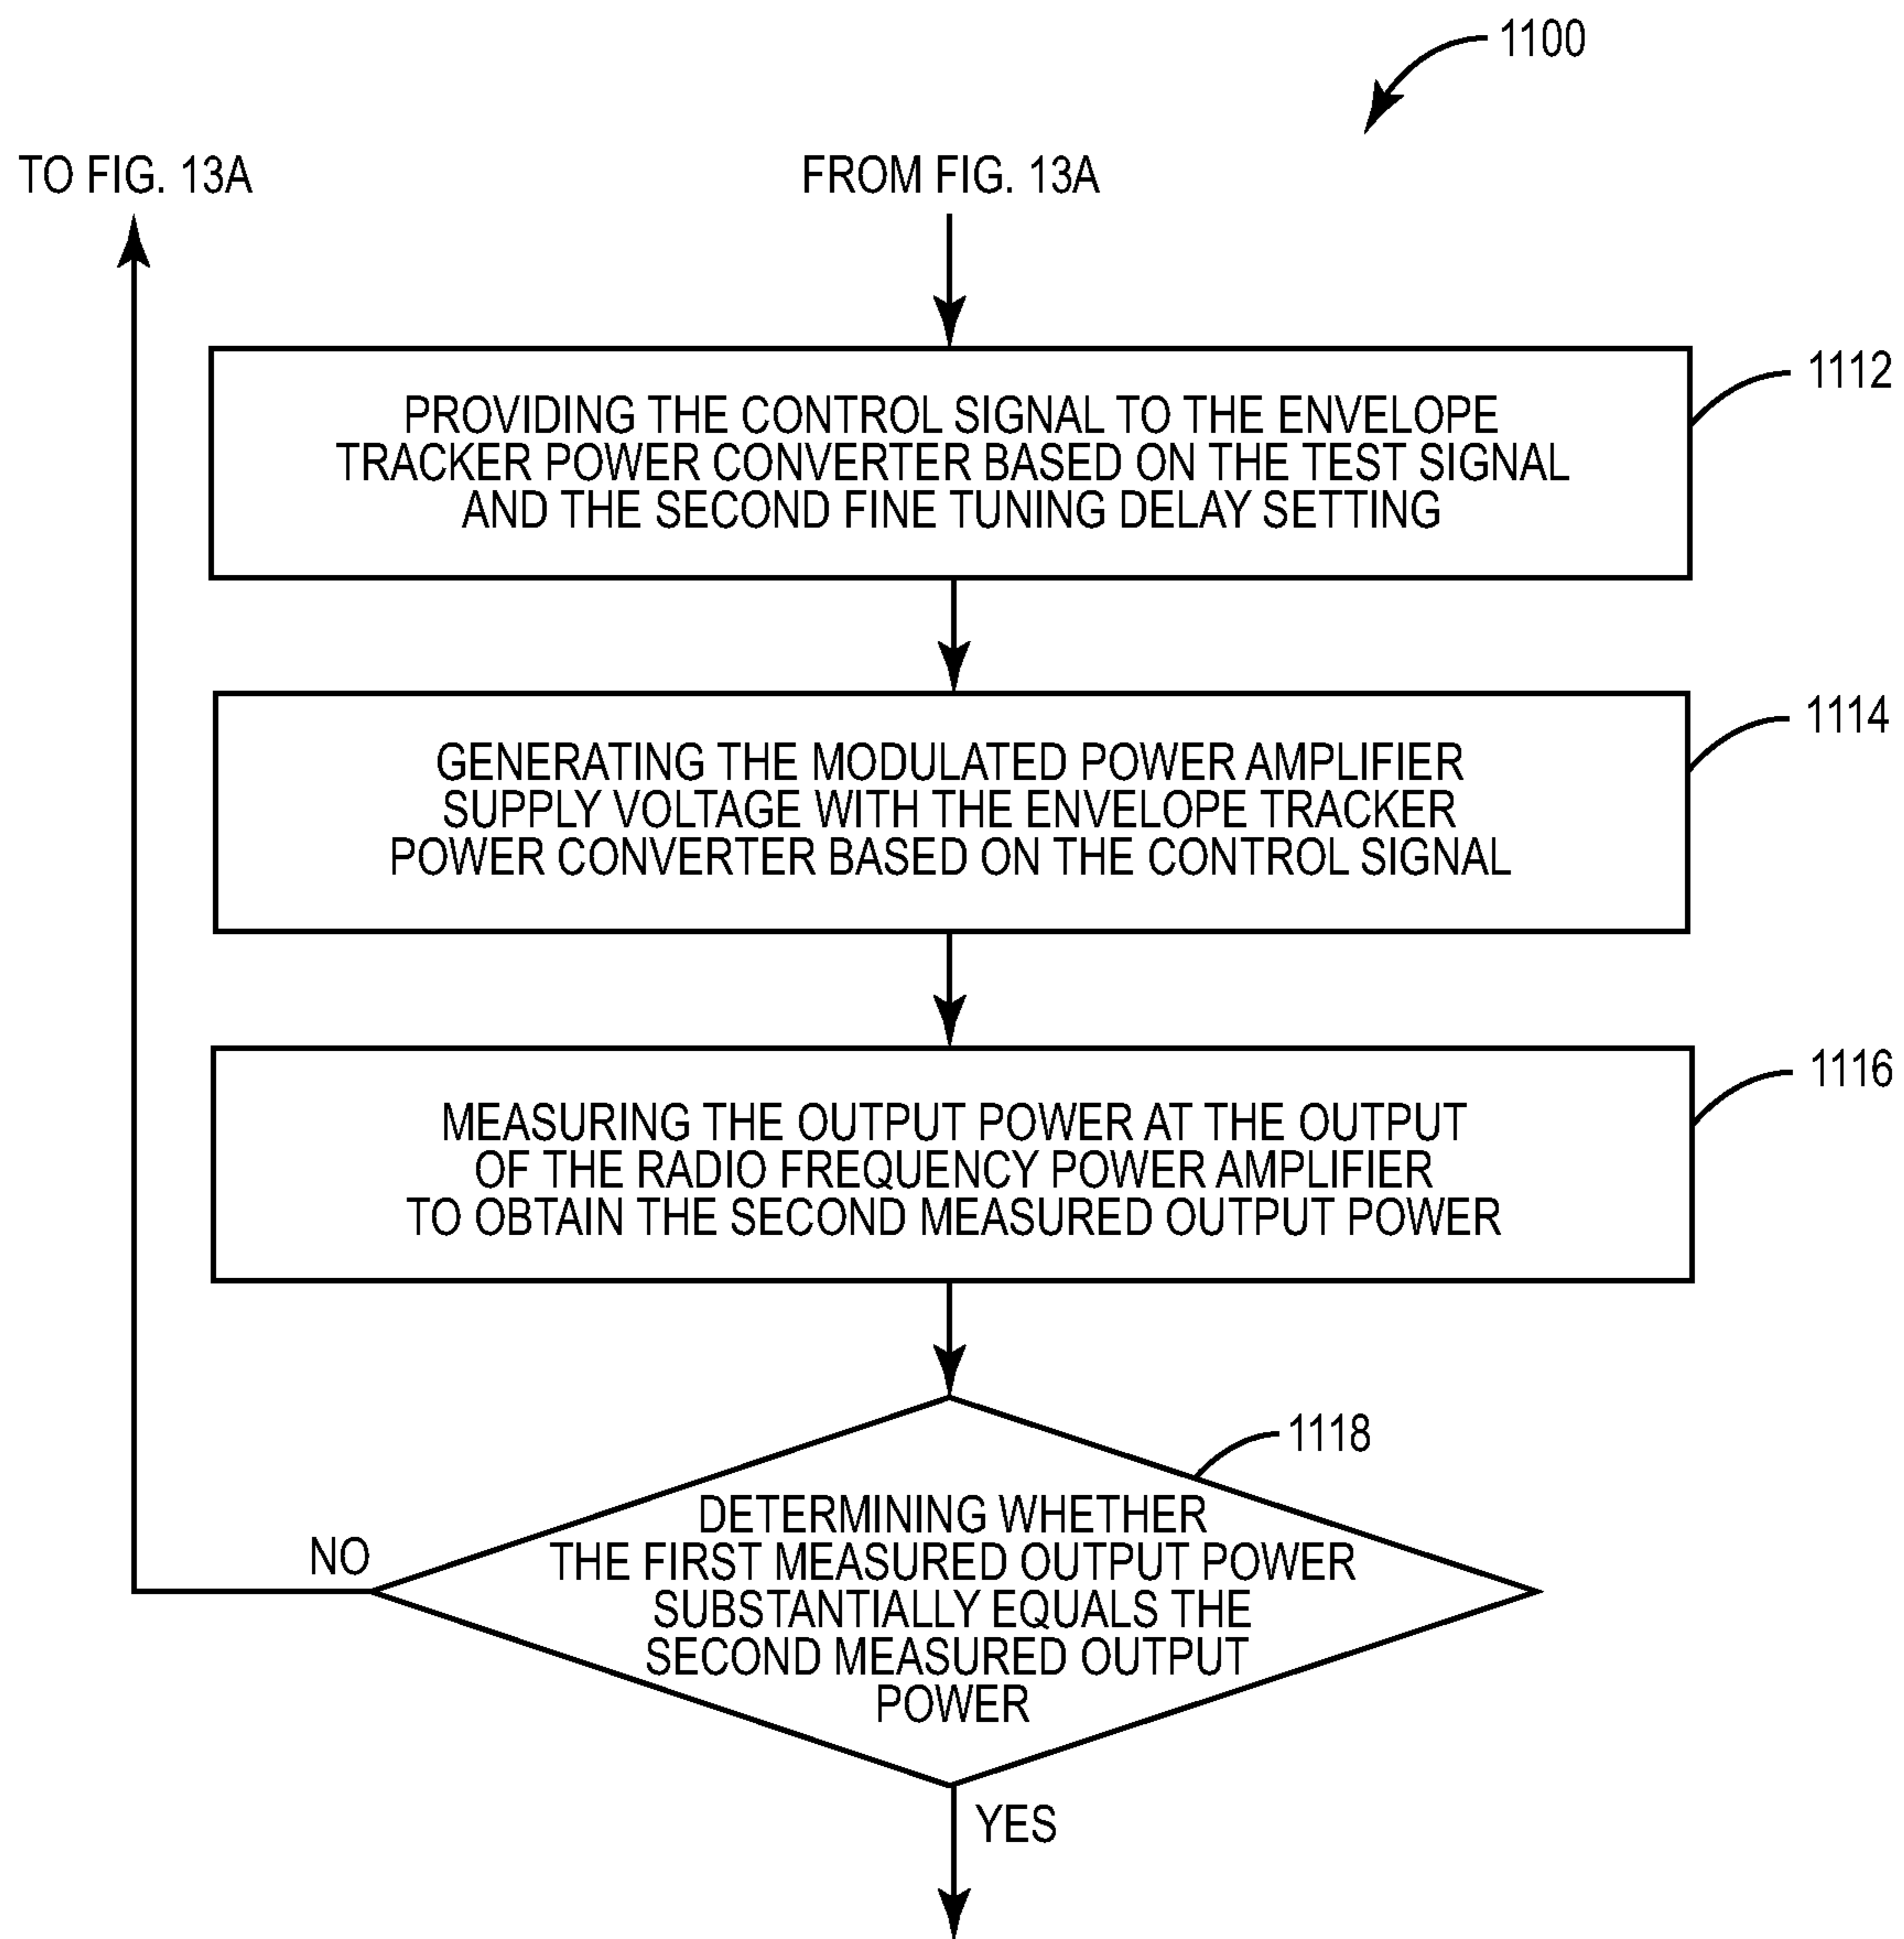 1100
TO FIG. 13A
FROM FIG. 13A
1112
PROVIDING THE CONTROL SIGNAL TO THE ENVELOPE
TRACKER POWER CONVERTER BASED ON THE TEST SIGNAL
AND THE SECOND FINE TUNING DELAY SETTING
1114
GENERATING THE MODULATED POWER AMPLIFIER
SUPPLY VOLTAGE WITH THE ENVELOPE TRACKER
POWER CONVERTER BASED ON THE CONTROL SIGNAL
1116
MEASURING THE OUTPUT POWER AT THE OUTPUT
OF THE RADIO FREQUENCY POWER AMPLIFIER
TO OBTAIN THE SECOND MEASURED OUTPUT POWER
1118
DETERMINING WHETHER
THE FIRST MEASURED OUTPUT POWER
SUBSTANTIALLY EQUALS THE
SECOND MEASURED OUTPUT
POWER
NO
YES